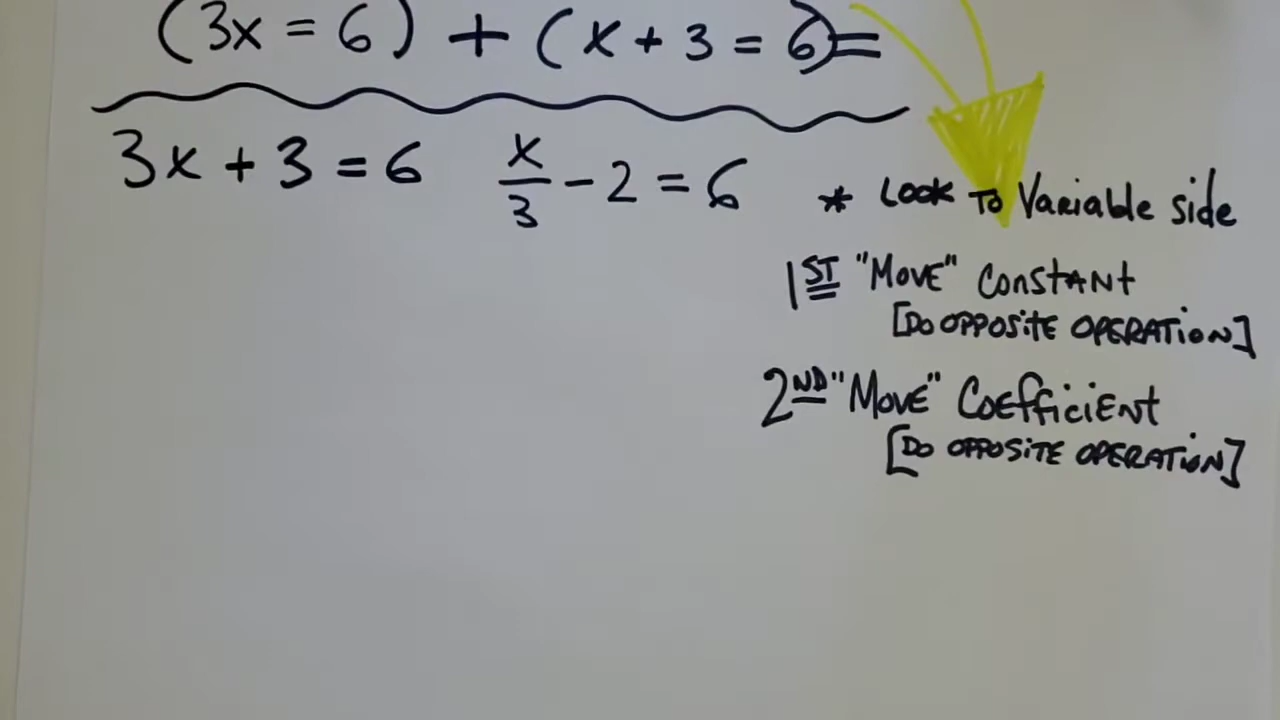 (3x = 6) + (x + 3 = 6) =
3x + 3 = 6   x/3 - 2 = 6
* LOOK TO VARiABLE SidE
1ST "MOVE" CONSTANT
[DO OPPOSiTE OPERATiON]
2ND "MOVE" COEffiCiENT
[DO OPPOSiTE OPERATiON]